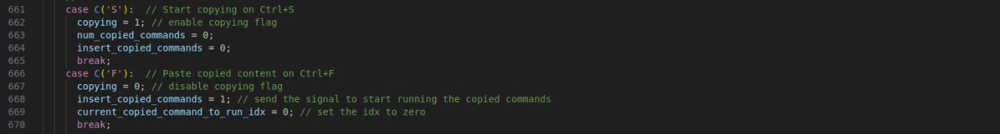 661 case C('S'):  // Start copying on Ctrl+S
662 copying = 1; // enable copying flag
663 num_copied_commands = 0;
664 insert_copied_commands = 0;
665 break;
666 case C('F'):  // Paste copied content on Ctrl+F
667 copying = 0; // disable copying flag
668 insert_copied_commands = 1; // send the signal to start running the copied commands
669 current_copied_command_to_run_idx = 0; // set the idx to zero
670 break;